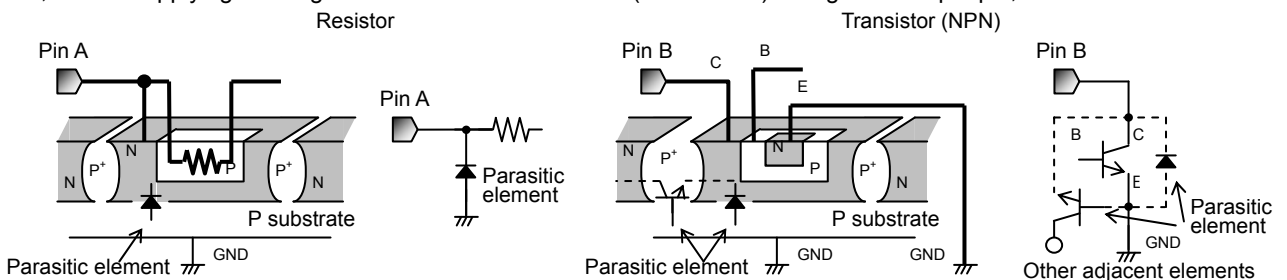 Resistor
Transistor (NPN)
Pin A
Pin A
N
P+
N
P
P+
N
Parasitic
element
P substrate
Parasitic element
GND
Pin B
C
B
E
N
P+
N
N
P
P+
N
P substrate
Parasitic element
GND
GND
Pin B
B
C
E
Parasitic
element
GND
Other adjacent elements